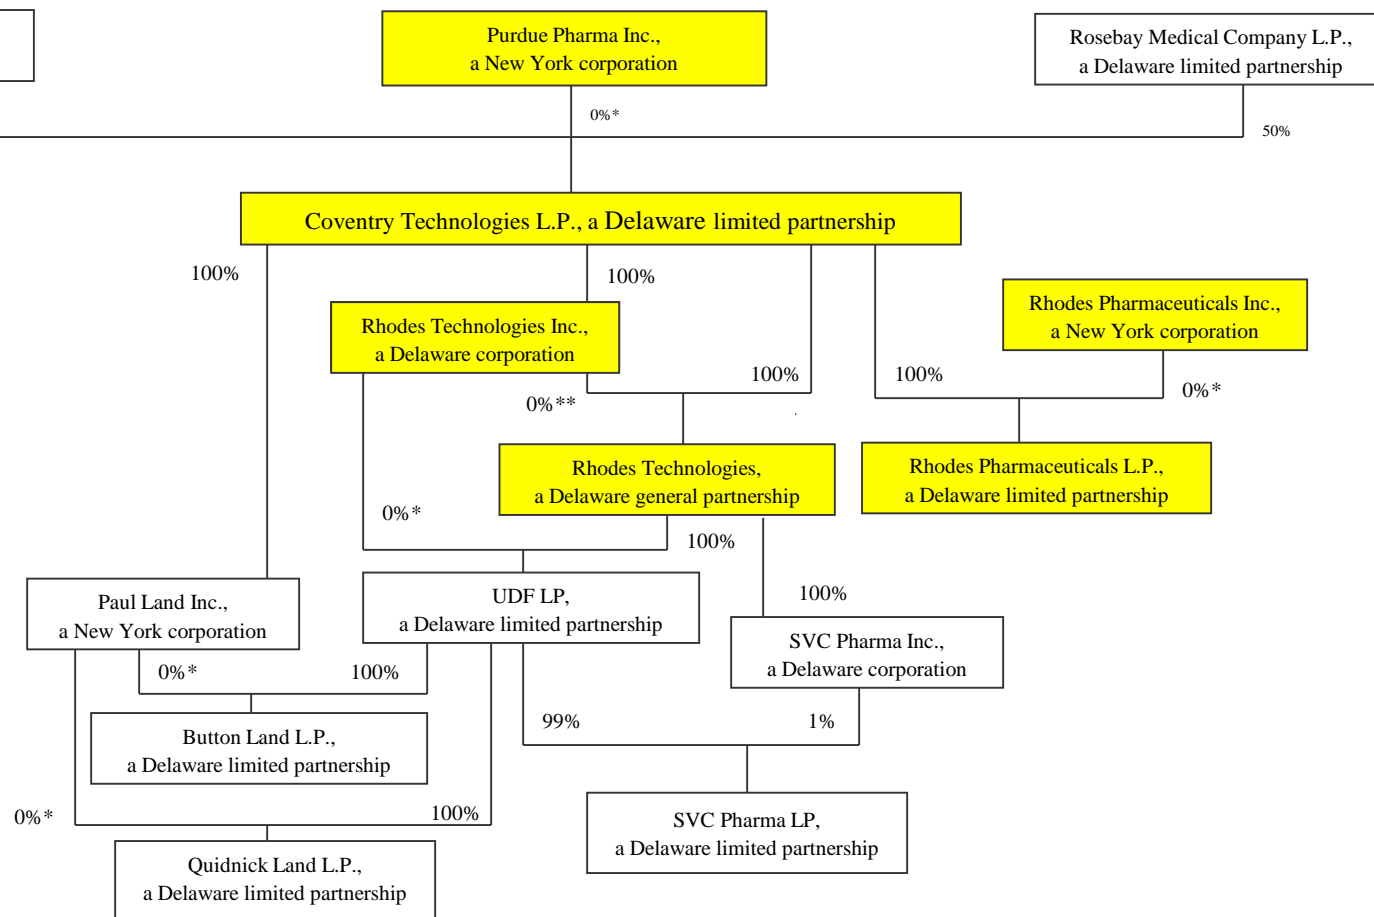 Purdue Pharma Inc.,
a New York corporation
Rosebay Medical Company L.P.,
a Delaware limited partnership
0%*
50%
Coventry Technologies L.P., a Delaware limited partnership
100%
100%
Rhodes Technologies Inc.,
a Delaware corporation
Rhodes Pharmaceuticals Inc.,
a New York corporation
100%
100%
0%*
0%**
Rhodes Technologies,
a Delaware general partnership
Rhodes Pharmaceuticals L.P.,
a Delaware limited partnership
0%*
100%
100%
Paul Land Inc.,
a New York corporation
UDF LP,
a Delaware limited partnership
SVC Pharma Inc.,
a Delaware corporation
0%*
100%
99%
1%
Button Land L.P.,
a Delaware limited partnership
0%*
100%
SVC Pharma LP,
a Delaware limited partnership
Quidnick Land L.P.,
a Delaware limited partnership